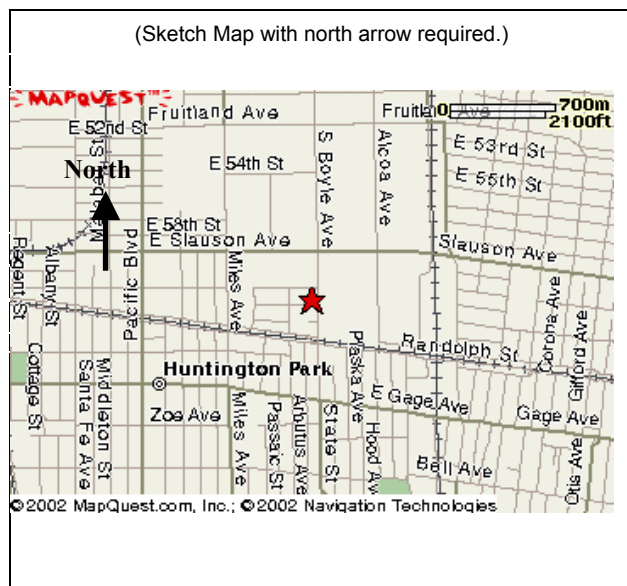 (Sketch Map with north arrow required.)
MAPQUEST™
Fruitland Ave
0
700m
2100ft
E 52nd St
North
E 54th St
S Boyle Ave
Alcoa Ave
E 53rd St
E 55th St
E 58th St
E Slauson Ave
Slauson Ave
Regent St
Albany St
Pacific Blvd
Miles Ave
Randolph St
Corona Ave
Gifford Ave
Cottage St
Santa Fe Ave
Middleton St
Huntington Park
Plaska Ave
E Gage Ave
Gage Ave
Zoe Ave
Miles Ave
Passaic St
Arbutus Ave
State St
Hood Av
Bell Ave
Otis Ave
©2002 MapQuest.com, Inc.; ©2002 Navigation Technologies